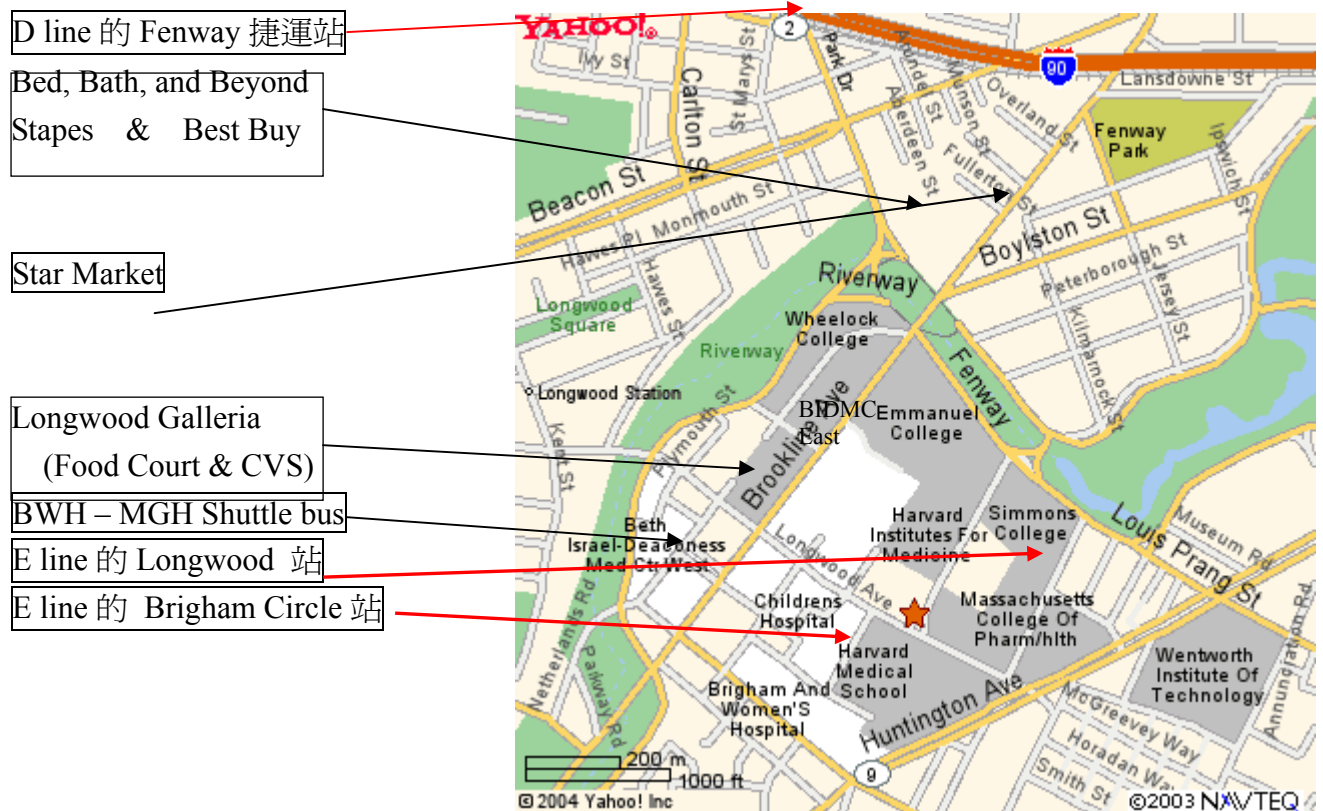 D line 的 Fenway 捷運站
Bed, Bath, and Beyond
Stapes & Best Buy
Star Market
Longwood Galleria
(Food Court & CVS)
BWH – MGH Shuttle bus
E line 的 Longwood 站
E line 的 Brigham Circle 站
YAHOO!
2
90
Ivy St
St Marys St
Carlton St
Park Dr
Arundel St
Aberdeen St
Munson St
Overland St
Fullerton St
Lansdowne St
Fenway
Park
Ipswich St
Beacon St
Monmouth St
Hawes Pl
Hawes St
Boylston St
Peterborough St
Jersey St
Kilmarnock St
Riverway
Longwood
Square
Riverway
Wheelock
College
Fenway
Longwood Station
Kent St
Plymouth St
Brookline Ave
BIDMC
East
Emmanuel
College
Beth
Israel-Deaconess
Med Ctr West
Longwood Ave
Harvard
Institutes For
Medicine
Simmons
College
Louis Prang St
Museum Rd
Childrens
Hospital
Massachusetts
College Of
Pharm/hlth
Harvard
Medical
School
Netherlands Rd
Parkway Rd
Brigham And
Women'S
Hospital
Huntington Ave
Wentworth
Institute Of
Technology
Annunciation Rd
McGreevey Way
Horadan Way
Smith St
9
200 m
1000 ft
© 2004 Yahoo! Inc
©2003 NAVTEQ